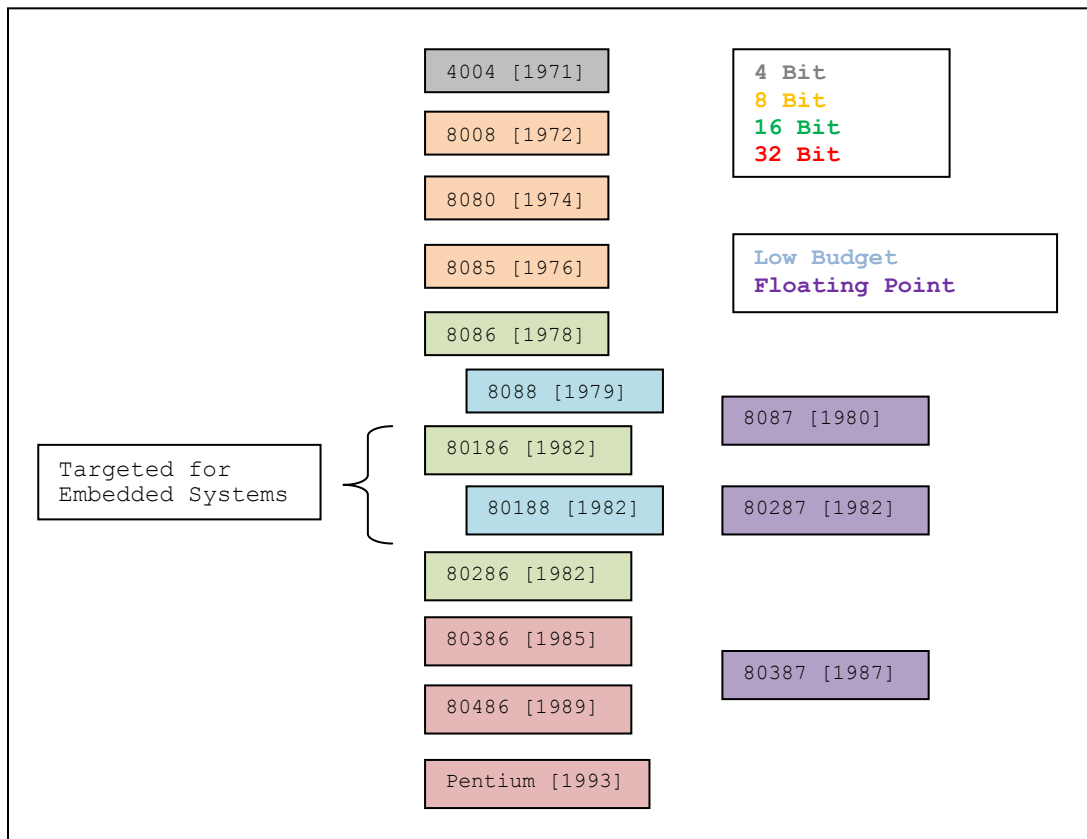 4004 [1971]
8008 [1972]
8080 [1974]
8085 [1976]
8086 [1978]
8088 [1979]
80186 [1982]
80188 [1982]
80286 [1982]
80386 [1985]
80486 [1989]
Pentium [1993]
4 Bit
8 Bit
16 Bit
32 Bit
Low Budget
Floating Point
8087 [1980]
80287 [1982]
80387 [1987]
Targeted for
Embedded Systems